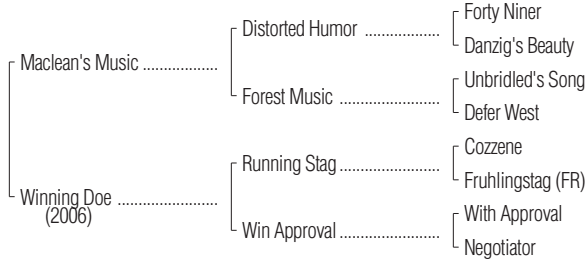 Forty Niner
Distorted Humor ..................
Danzig's Beauty
Maclean's Music ..................
Unbridled's Song
Forest Music ........................
Defer West
Cozzene
Running Stag ........................
Fruhlingstag (FR)
Winning Doe ........................
(2006)
With Approval
Win Approval ........................
Negotiator